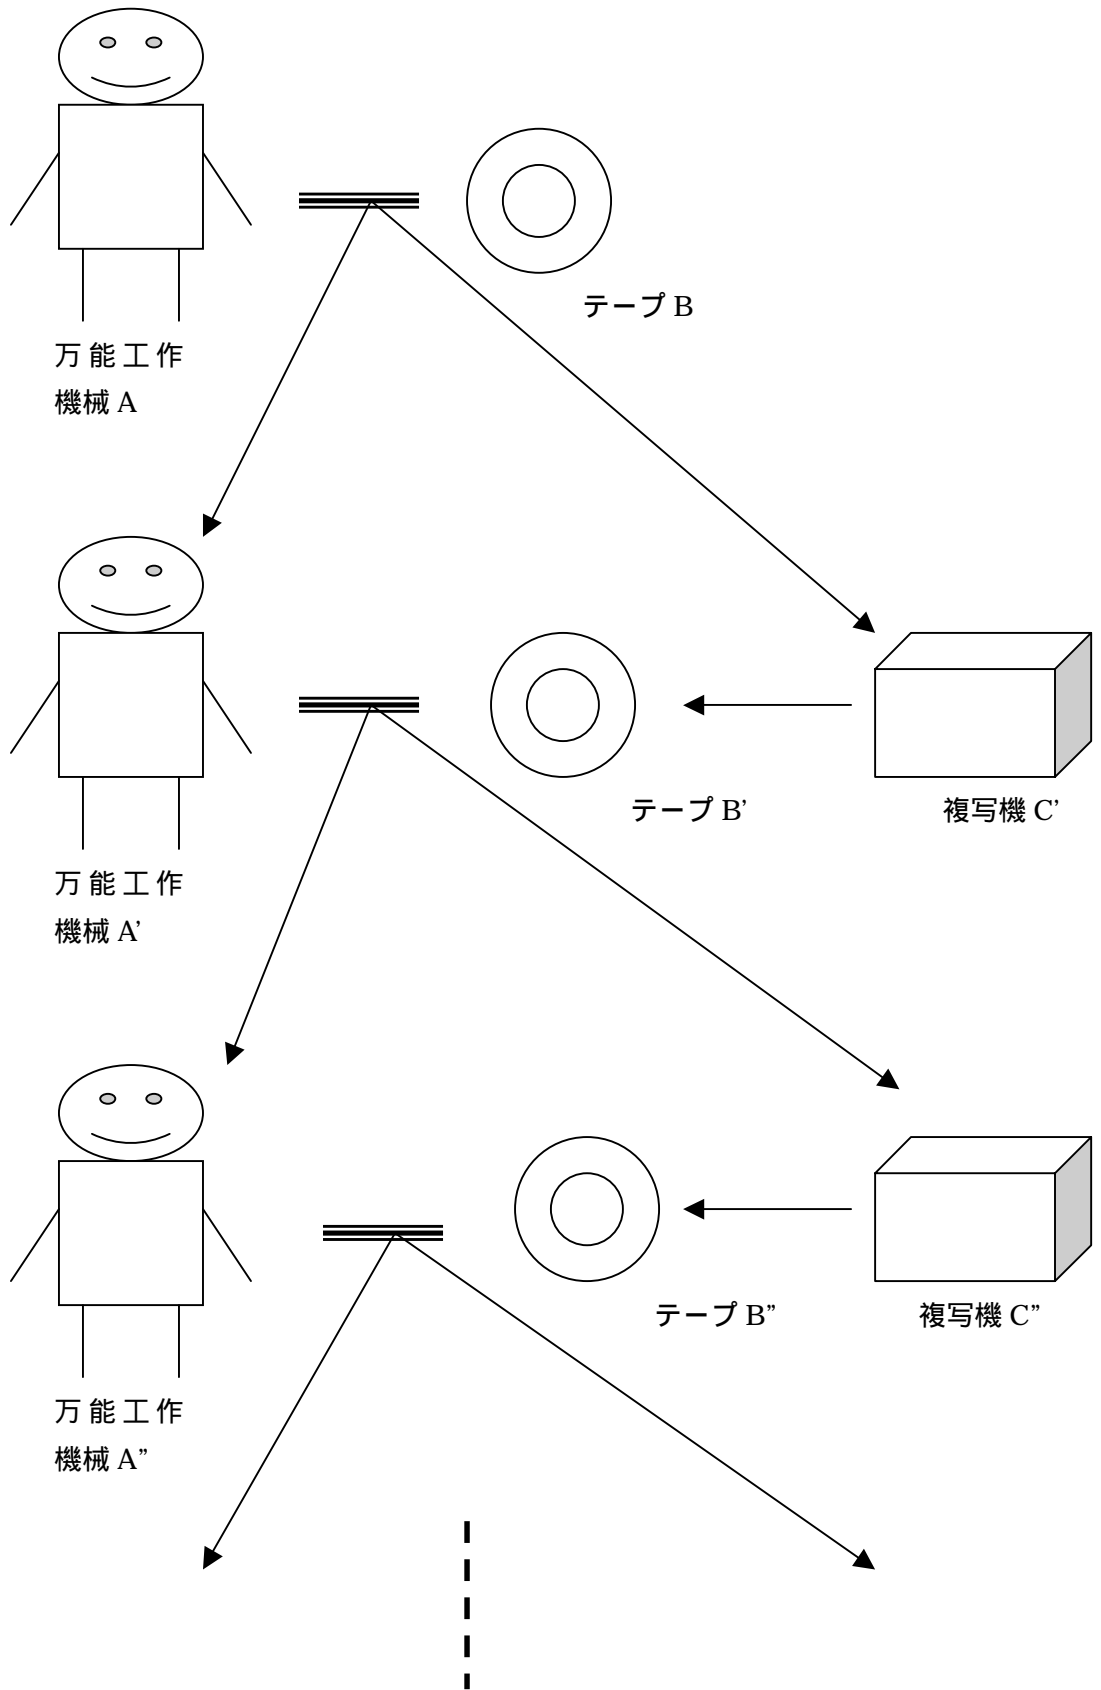 テープ B
万能工作
機械 A
テープ B’
複写機 C’
万能工作
機械 A’
テープ B”
複写機 C”
万能工作
機械 A”